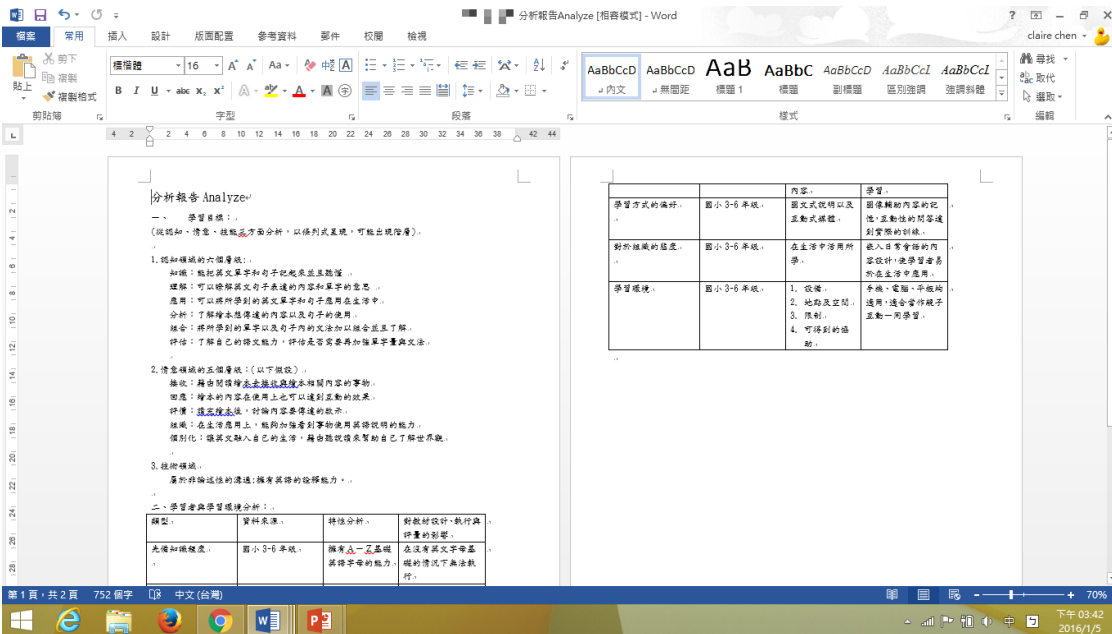 分析報告Analyze [相容模式] - Word
claire chen
檔案 常用 插入 設計 版面配置 參考資料 郵件 校閱 檢視
貼上
剪下
複製
複製格式
剪貼簿
標楷體 16
字型
段落
AaBbCcD AaBbCcD AaB AaBbC AaBbCcD AaBbCcL AaBbCcL
內文 無間距 標題 1 標題 副標題 區別強調 強調斜體
樣式
尋找
取代
選取
編輯
4 2 2 4 6 8 10 12 14 16 18 20 22 24 26 28 30 32 34 36 38 42 44
分析報告 Analyze
一、 學習目標：
(從認知、情意、技能三方面分析，以條列式呈現，可能出現階層)
1.認知領域的六個層級:
知識：能把英文單字和句子記起來並且聽懂
理解：可以瞭解英文句子表達的內容和單字的意思
應用：可以將所學到的英文單字和句子應用在生活中
分析：了解繪本想傳達的內容以及句子的使用
組合：將所學到的單字以及句子內的文法加以組合並且了解
評估：了解自己的語文能力，評估是否需要再加強單字量與文法
2.情意領域的五個層級：(以下假設)
接收：藉由閱讀繪本去接收與繪本相關內容的事物
回應：繪本的內容在使用上也可以達到互動的效果
評價：讀完繪本後，討論內容要傳達的啟示
組織：在生活應用上，能夠加強看到事物使用英語說明的能力
個別化：讓英文融入自己的生活，藉由聽說讀來幫助自己了解世界觀
3.技術領域
屬於非論述性的溝通:擁有英語的詮釋能力。
二、學習者與學習環境分析：
類型 資料來源 特性分析 對教材設計、執行與評量的影響
先備知識程度 國小 3-6 年級 擁有A－Z基礎英語字母的能力 在沒有英文字母基礎的情況下無法執行
內容 學習
學習方式的偏好 國小 3-6 年級 圖文式說明以及互動式媒體 圖像輔助內容的記憶，互動性的問答達到實際的訓練
對於組織的態度 國小 3-6 年級 在生活中活用所學 嵌入日常會話的內容設計，使學習者易於在生活中應用
學習環境 國小 3-6 年級 1. 設備 2. 地點及空間 3. 限制 4. 可得到的協助 手機、電腦、平板均適用，適合當作親子互動一同學習
第 1 頁，共 2 頁 752 個字 中文 (台灣) 70%
中
下午 03:42
2016/1/5